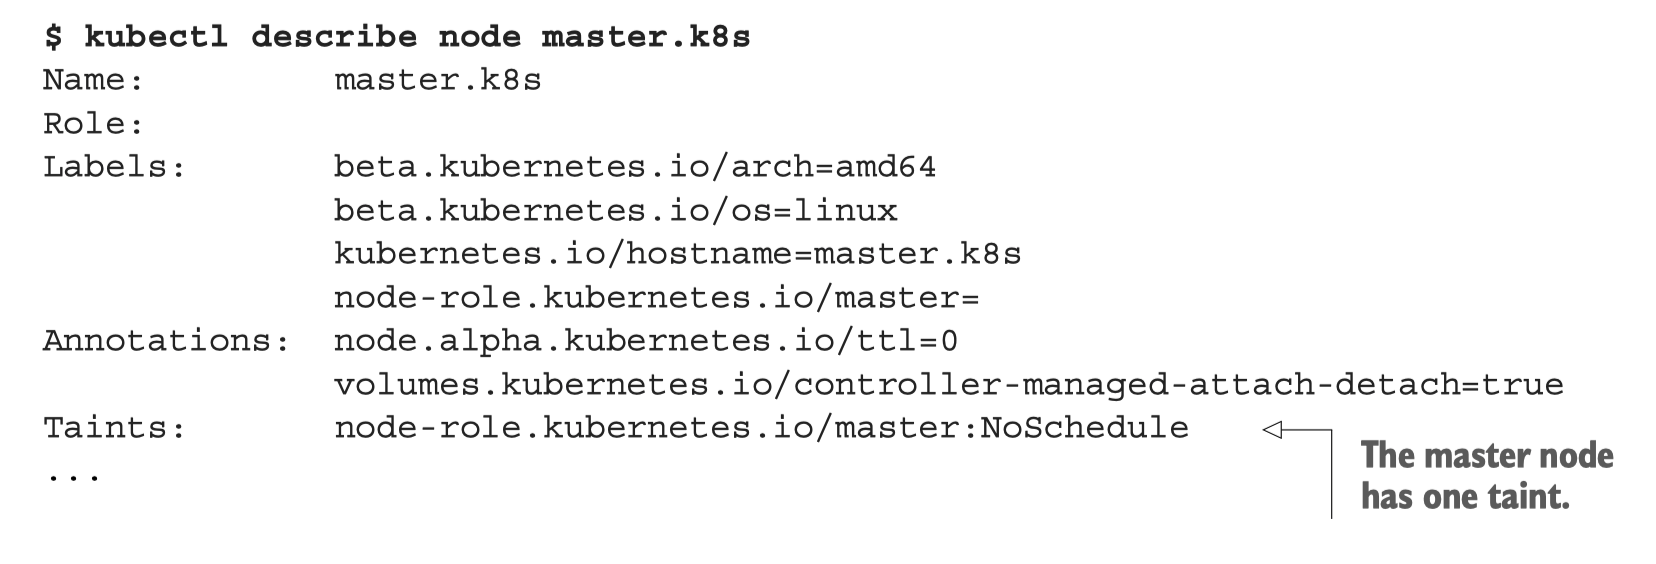 $ kubectl describe node master.k8s
Name:         master.k8s
Role:
Labels:       beta.kubernetes.io/arch=amd64
              beta.kubernetes.io/os=linux
              kubernetes.io/hostname=master.k8s
              node-role.kubernetes.io/master=
Annotations:  node.alpha.kubernetes.io/ttl=0
              volumes.kubernetes.io/controller-managed-attach-detach=true
Taints:       node-role.kubernetes.io/master:NoSchedule
...
The master node
has one taint.